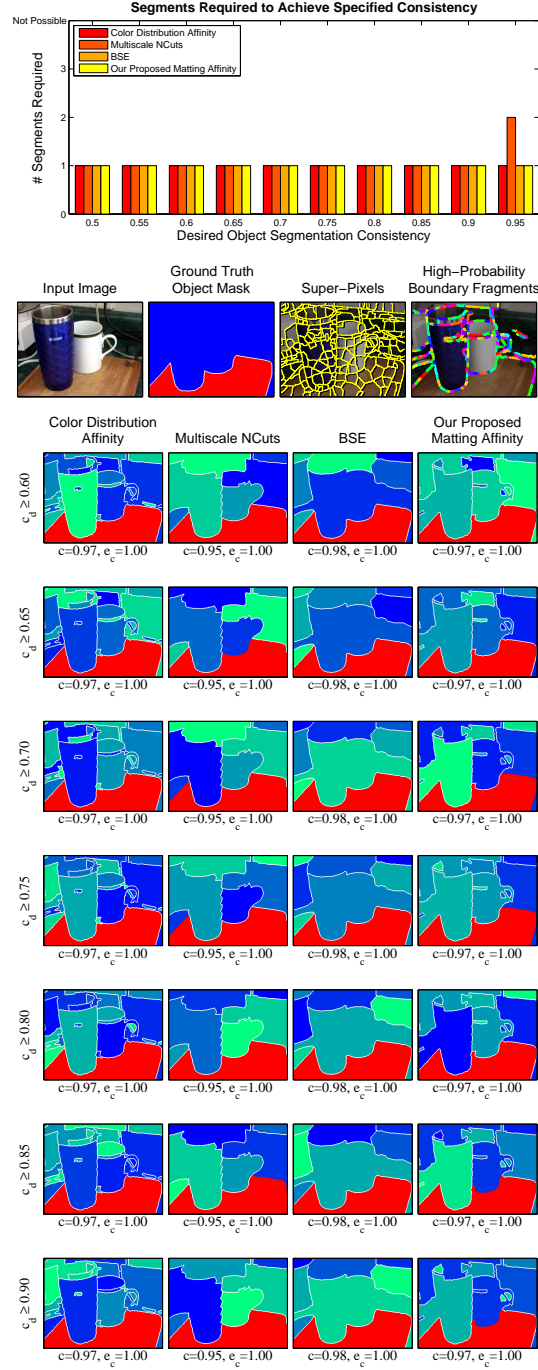 Segments Required to Achieve Specified Consistency
Not Possible
4
3
2
1
0
# Segments Required
Color Distribution Affinity
Multiscale NCuts
BSE
Our Proposed Matting Affinity
0.5 0.55 0.6 0.65 0.7 0.75 0.8 0.85 0.9 0.95
Desired Object Segmentation Consistency
Input Image
Ground Truth
Object Mask
Super−Pixels
High−Probability
Boundary Fragments
Color Distribution
Affinity
Multiscale NCuts
BSE
Our Proposed
Matting Affinity
c_d ≥ 0.60
c=0.97, e_c=1.00 c=0.95, e_c=1.00 c=0.98, e_c=1.00 c=0.97, e_c=1.00
c_d ≥ 0.65
c=0.97, e_c=1.00 c=0.95, e_c=1.00 c=0.98, e_c=1.00 c=0.97, e_c=1.00
c_d ≥ 0.70
c=0.97, e_c=1.00 c=0.95, e_c=1.00 c=0.98, e_c=1.00 c=0.97, e_c=1.00
c_d ≥ 0.75
c=0.97, e_c=1.00 c=0.95, e_c=1.00 c=0.98, e_c=1.00 c=0.97, e_c=1.00
c_d ≥ 0.80
c=0.97, e_c=1.00 c=0.95, e_c=1.00 c=0.98, e_c=1.00 c=0.97, e_c=1.00
c_d ≥ 0.85
c=0.97, e_c=1.00 c=0.95, e_c=1.00 c=0.98, e_c=1.00 c=0.97, e_c=1.00
c_d ≥ 0.90
c=0.97, e_c=1.00 c=0.95, e_c=1.00 c=0.98, e_c=1.00 c=0.97, e_c=1.00